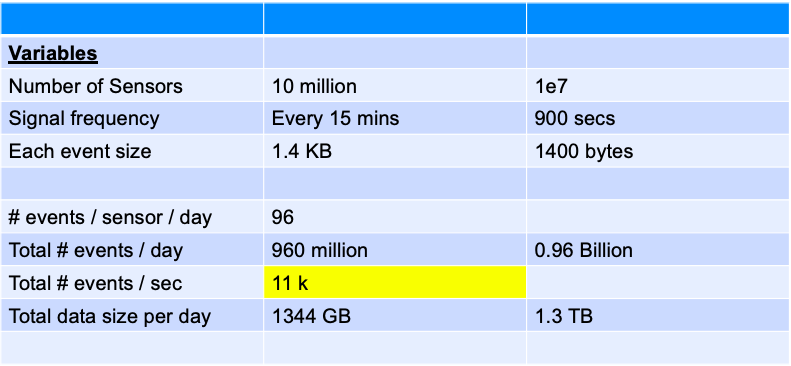 Variables
Number of Sensors 10 million 1e7
Signal frequency Every 15 mins 900 secs
Each event size 1.4 KB 1400 bytes
# events / sensor / day 96
Total # events / day 960 million 0.96 Billion
Total # events / sec 11 k
Total data size per day 1344 GB 1.3 TB